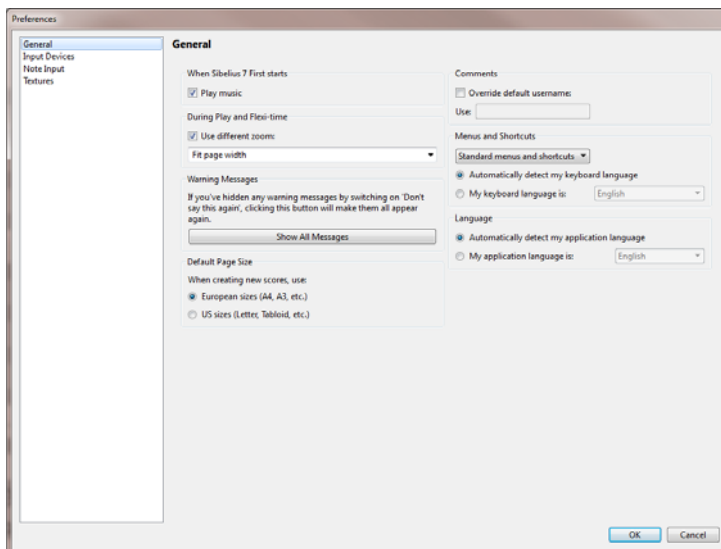 Preferences
General
Input Devices
Note Input
Textures
General
When Sibelius 7 First starts
Play music
During Play and Flexi-time
Use different zoom:
Fit page width
Warning Messages
If you've hidden any warning messages by switching on 'Don't
say this again', clicking this button will make them all appear
again.
Show All Messages
Default Page Size
When creating new scores, use:
European sizes (A4, A3, etc.)
US sizes (Letter, Tabloid, etc.)
Comments
Override default username:
Use:
Menus and Shortcuts
Standard menus and shortcuts
Automatically detect my keyboard language
My keyboard language is: English
Language
Automatically detect my application language
My application language is: English
OK Cancel